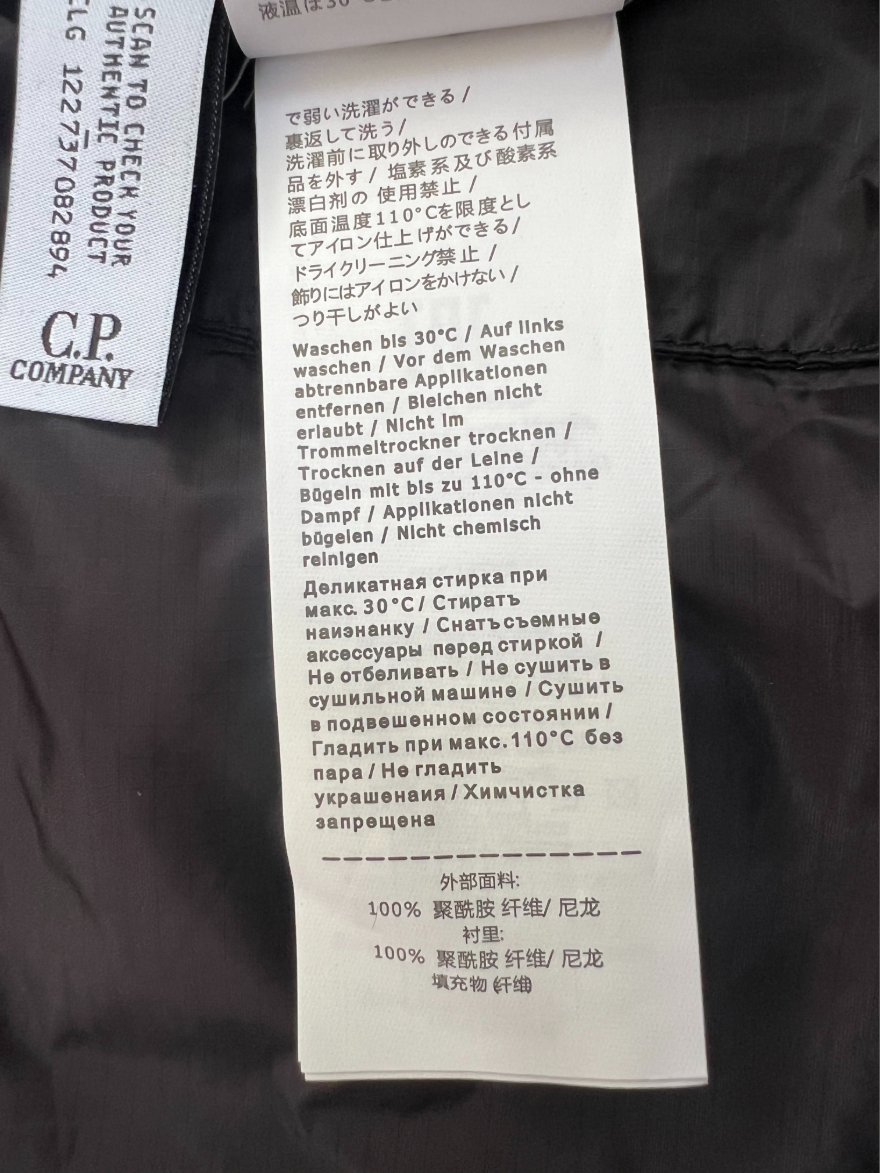 SCAN TO CHECK YOUR
AUTHENTIC PRODUCT
CLG 122737082894
C.P.
COMPANY
液温は30
で弱い洗濯ができる /
裏返して洗う/
洗濯前に取り外しのできる付属
品を外す / 塩素系及び酸素系
漂白剤の 使用禁止 /
底面温度110°Cを限度とし
てアイロン仕上げができる/
ドライクリーニング禁止 /
飾りにはアイロンをかけない /
つり干しがよい
Waschen bis 30°C / Auf links
waschen / Vor dem Waschen
abtrennbare Applikationen
entfernen / Bleichen nicht
erlaubt / Nicht im
Trommeltrockner trocknen /
Trocknen auf der Leine /
Bügeln mit bis zu 110°C - ohne
Dampf / Applikationen nicht
bügelen / Nicht chemisch
reinigen
Деликатная стирка при
макс. 30°C/ Стирать
наизнанку / Снать съемные
аксессуары перед стиркой /
Не отбеливать / Не сушить в
сушильной машине / Сушить
в подвешенном состоянии /
Гладить при макс.110°C без
пара / Не гладить
украшенаия / Химчистка
запрещена
外部面料:
100% 聚酰胺 纤维/ 尼龙
衬里:
100% 聚酰胺 纤维/ 尼龙
填充物 (纤维)